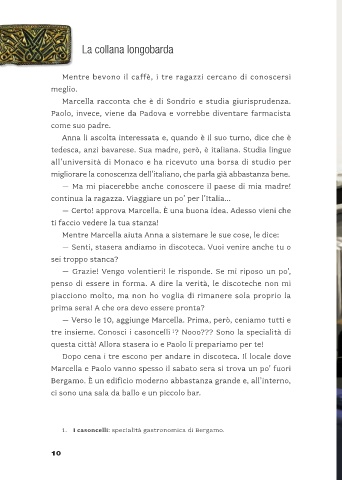 La collana longobarda
Mentre bevono il caffè, i tre ragazzi cercano di conoscersi
meglio.
Marcella racconta che è di Sondrio e studia giurisprudenza.
Paolo, invece, viene da Padova e vorrebbe diventare farmacista
come suo padre.
Anna li ascolta interessata e, quando è il suo turno, dice che è
tedesca, anzi bavarese. Sua madre, però, è italiana. Studia lingue
all'università di Monaco e ha ricevuto una borsa di studio per
migliorare la conoscenza dell'italiano, che parla già abbastanza bene.
— Ma mi piacerebbe anche conoscere il paese di mia madre!
continua la ragazza. Viaggiare un po' per l'Italia...
— Certo! approva Marcella. È una buona idea. Adesso vieni che
ti faccio vedere la tua stanza!
Mentre Marcella aiuta Anna a sistemare le sue cose, le dice:
— Senti, stasera andiamo in discoteca. Vuoi venire anche tu o
sei troppo stanca?
— Grazie! Vengo volentieri! le risponde. Se mi riposo un po',
penso di essere in forma. A dire la verità, le discoteche non mi
piacciono molto, ma non ho voglia di rimanere sola proprio la
prima sera! A che ora devo essere pronta?
— Verso le 10, aggiunge Marcella. Prima, però, ceniamo tutti e
tre insieme. Conosci i casoncelli ¹? Nooo??? Sono la specialità di
questa città! Allora stasera io e Paolo li prepariamo per te!
Dopo cena i tre escono per andare in discoteca. Il locale dove
Marcella e Paolo vanno spesso il sabato sera si trova un po' fuori
Bergamo. È un edificio moderno abbastanza grande e, all'interno,
ci sono una sala da ballo e un piccolo bar.
1. I casoncelli: specialità gastronomica di Bergamo.
10